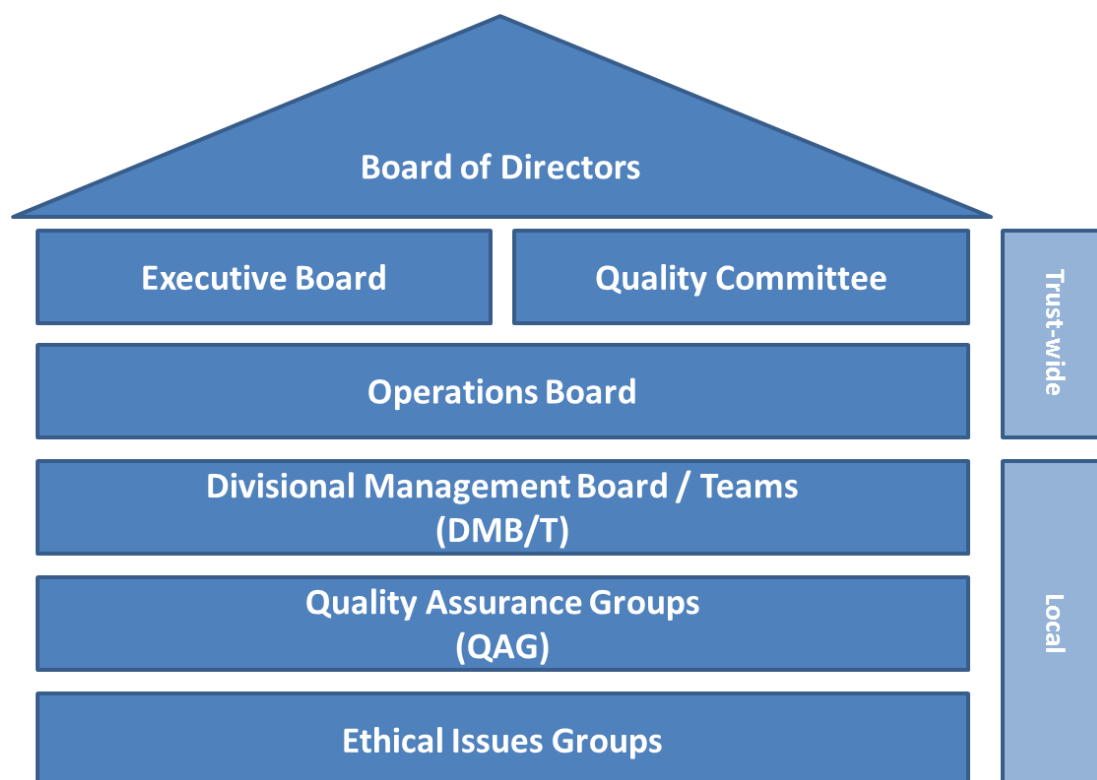 Board of Directors
Executive Board
Quality Committee
Trust-wide
Operations Board
Divisional Management Board / Teams
(DMB/T)
Quality Assurance Groups
(QAG)
Local
Ethical Issues Groups